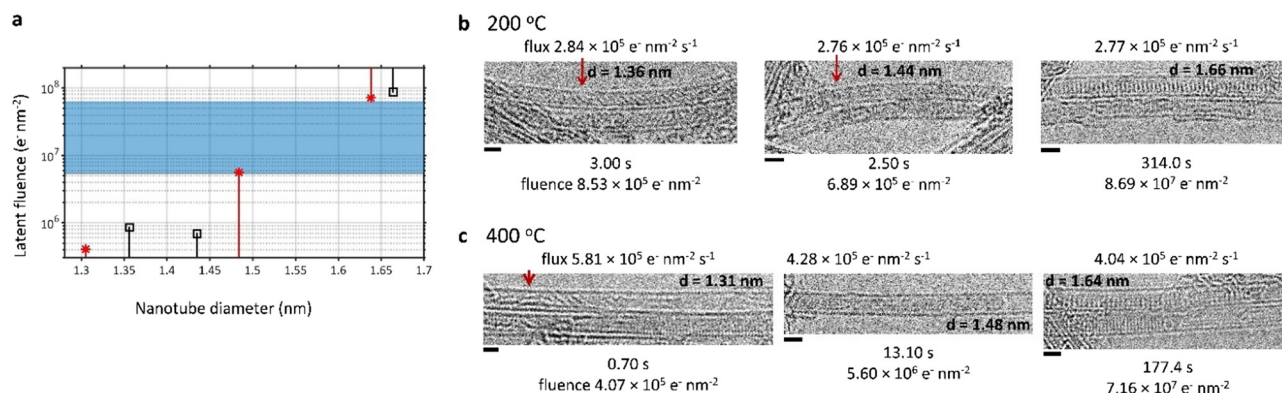 a
10⁸
10⁷
10⁶
Latent fluence (e⁻ nm⁻²)
1.3 1.35 1.4 1.45 1.5 1.55 1.6 1.65 1.7
Nanotube diameter (nm)
b 200 °C
flux 2.84 × 10⁵ e⁻ nm⁻² s⁻¹ 2.76 × 10⁵ e⁻ nm⁻² s⁻¹ 2.77 × 10⁵ e⁻ nm⁻² s⁻¹
d = 1.36 nm d = 1.44 nm d = 1.66 nm
3.00 s 2.50 s 314.0 s
fluence 8.53 × 10⁵ e⁻ nm⁻² 6.89 × 10⁵ e⁻ nm⁻² 8.69 × 10⁷ e⁻ nm⁻²
c 400 °C
flux 5.81 × 10⁵ e⁻ nm⁻² s⁻¹ 4.28 × 10⁵ e⁻ nm⁻² s⁻¹ 4.04 × 10⁵ e⁻ nm⁻² s⁻¹
d = 1.31 nm d = 1.48 nm d = 1.64 nm
0.70 s 13.10 s 177.4 s
fluence 4.07 × 10⁵ e⁻ nm⁻² 5.60 × 10⁶ e⁻ nm⁻² 7.16 × 10⁷ e⁻ nm⁻²